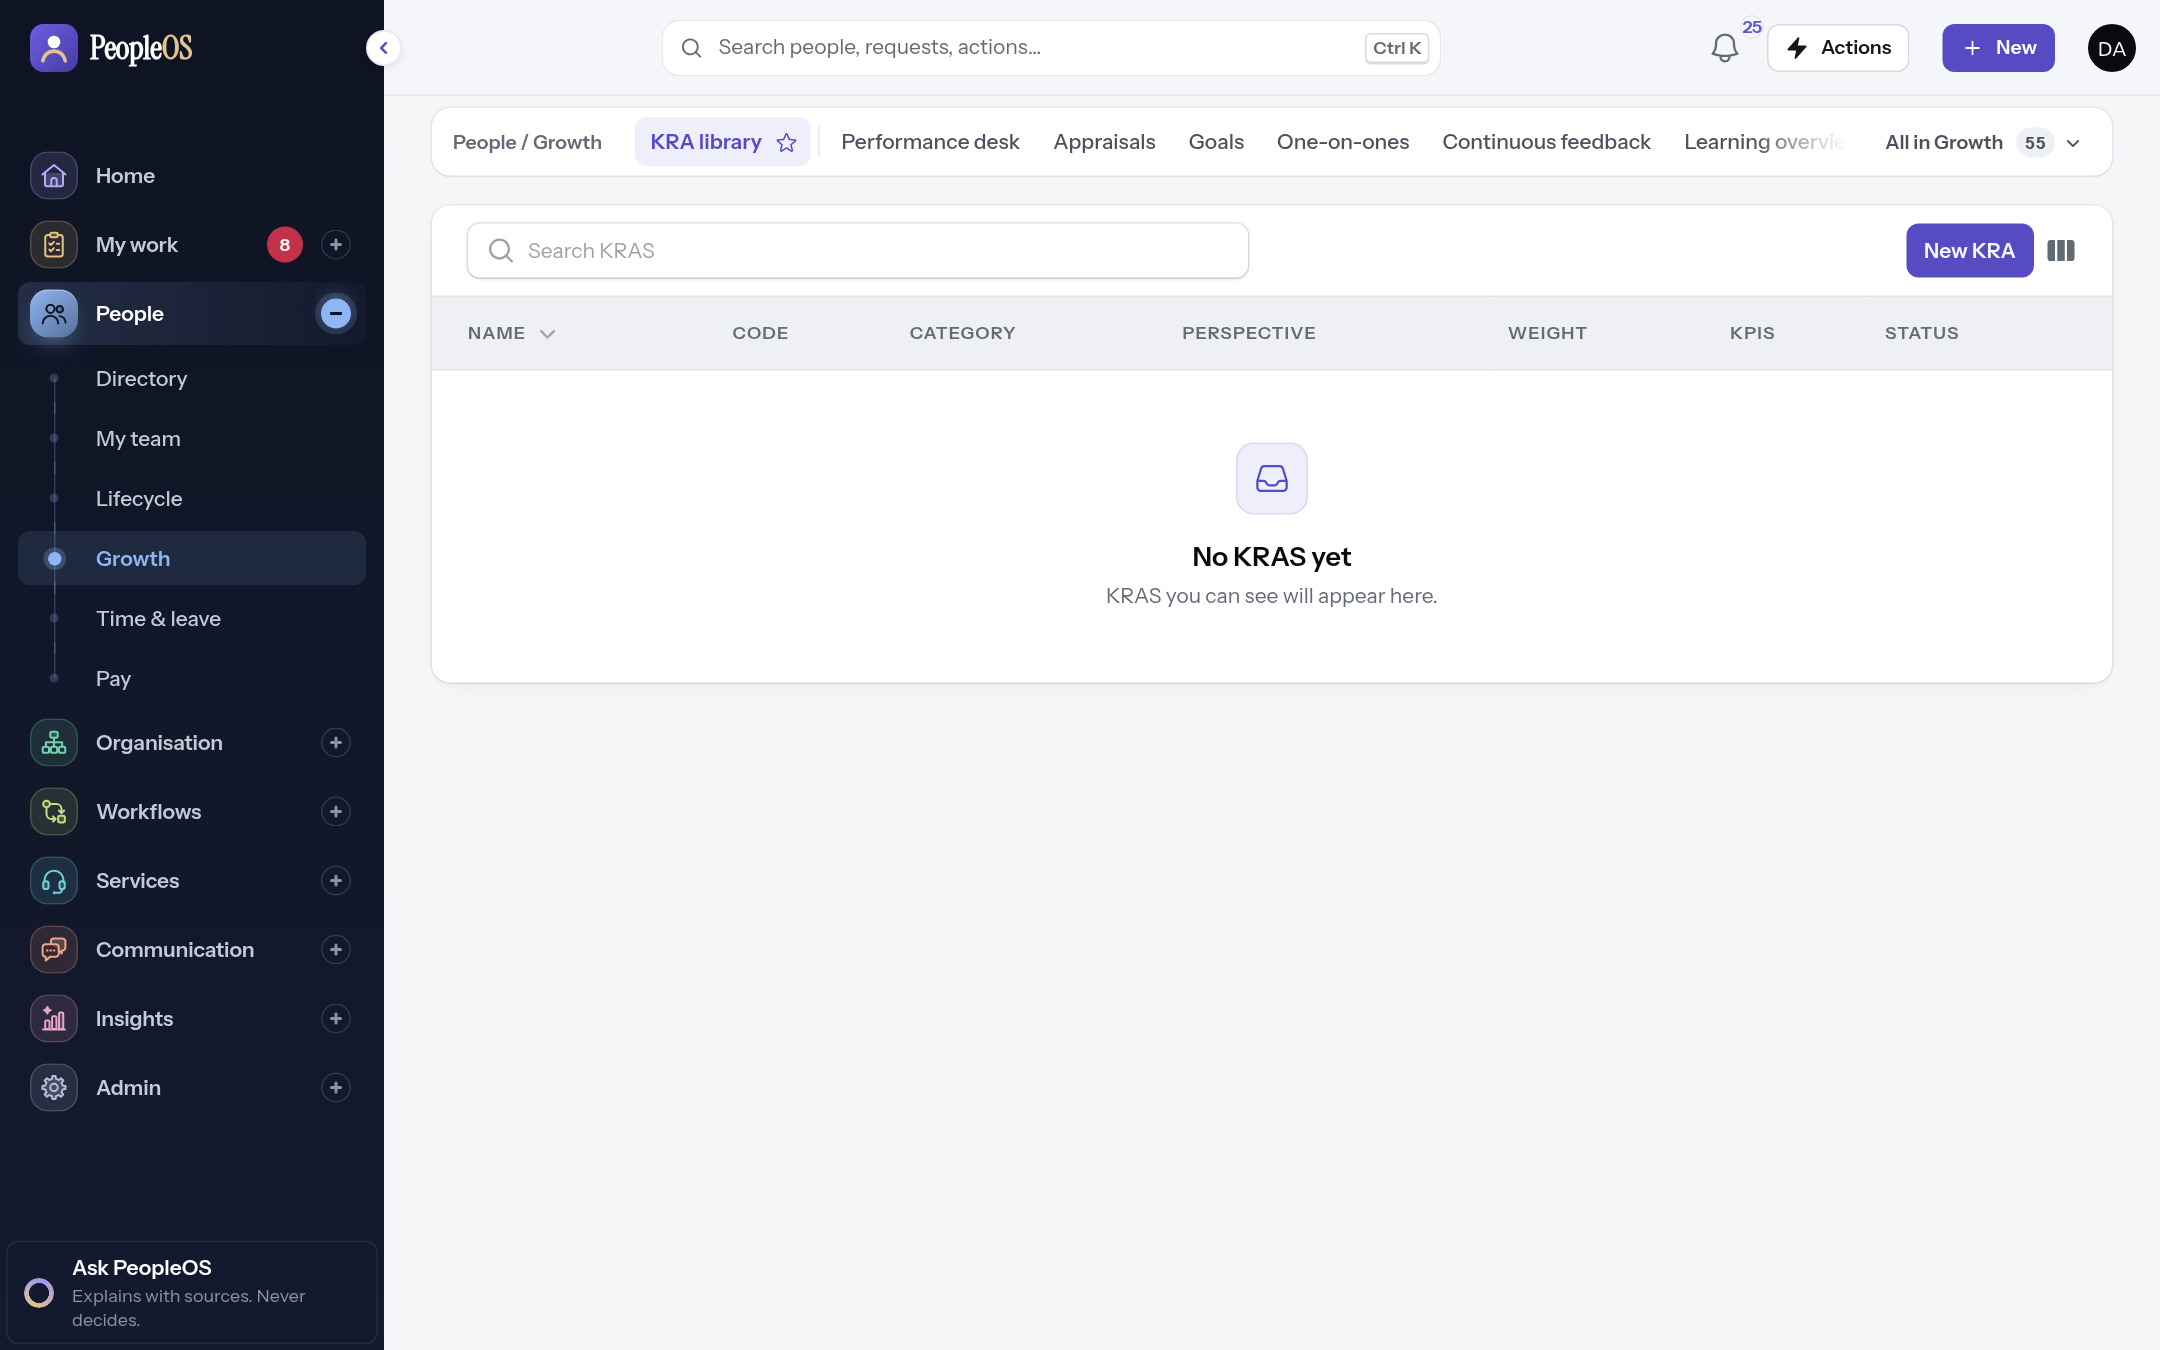 PeopleOS
Search people, requests, actions...
Ctrl K
25
Actions
New
DA
Home
My work
8
People
Directory
My team
Lifecycle
Growth
Time & leave
Pay
Organisation
Workflows
Services
Communication
Insights
Admin
Ask PeopleOS
Explains with sources. Never
decides.
People / Growth
KRA library
Performance desk
Appraisals
Goals
One-on-ones
Continuous feedback
Learning overvie
All in Growth
55
Search KRAS
New KRA
NAME
CODE
CATEGORY
PERSPECTIVE
WEIGHT
KPIS
STATUS
No KRAS yet
KRAS you can see will appear here.